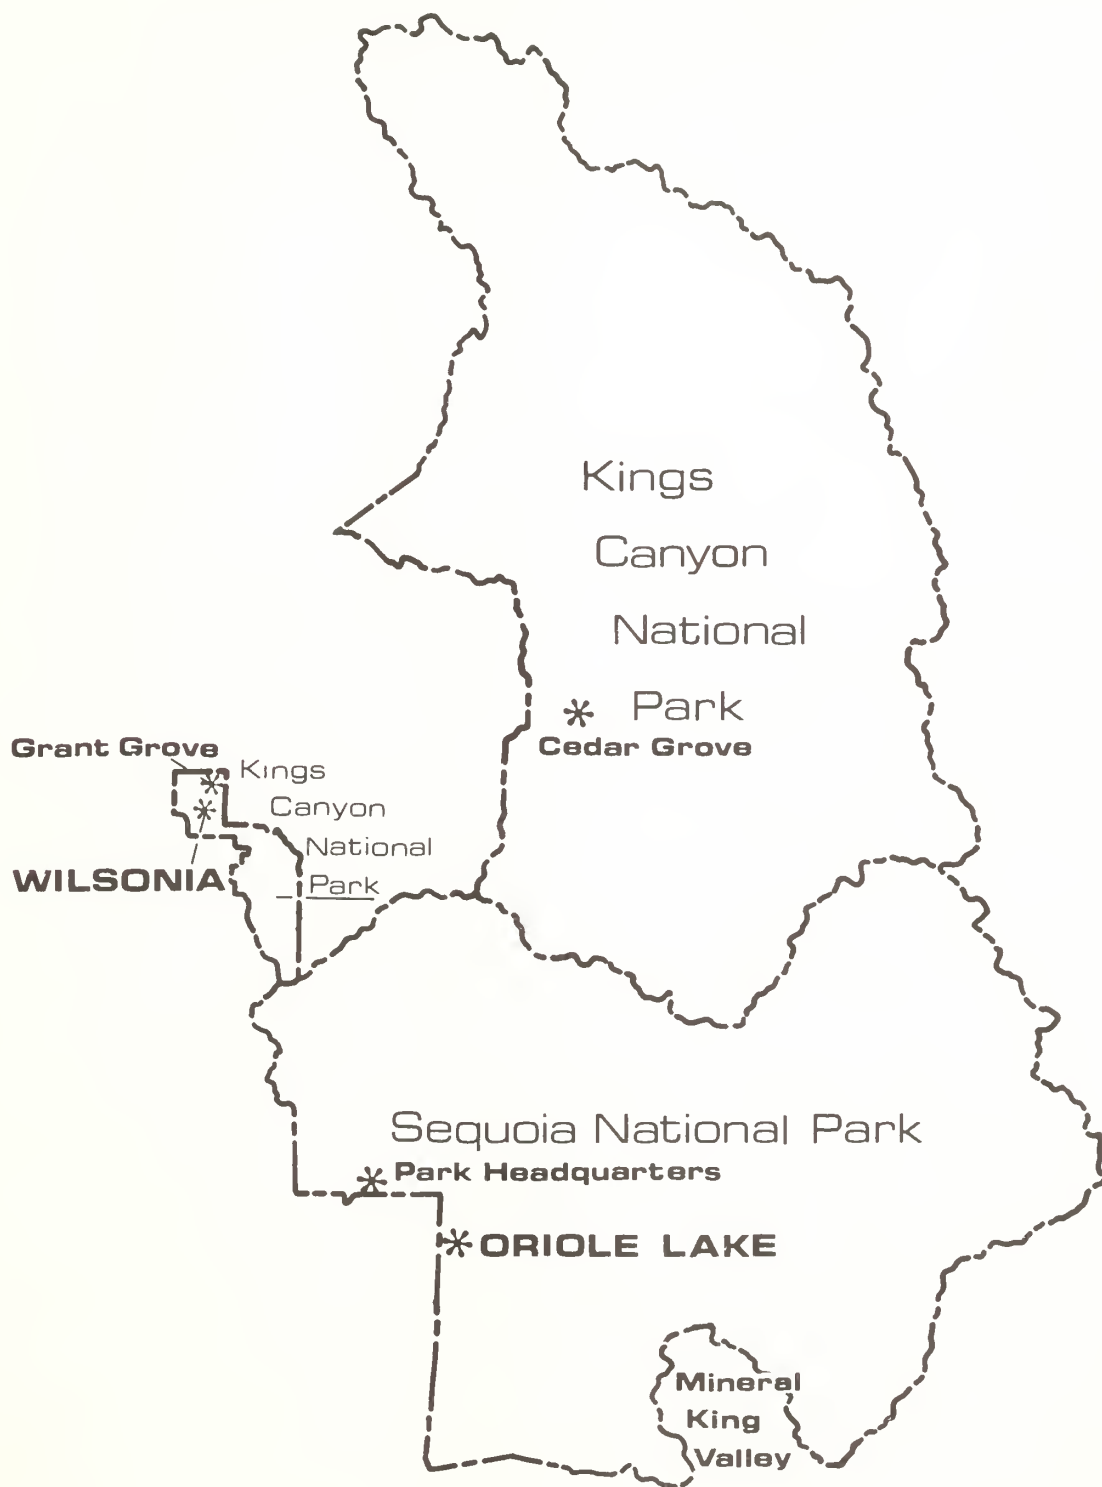 Kings
Canyon
National
Park
Cedar Grove
Grant Grove
Kings
Canyon
National
Park
WILSONIA
Sequoia National Park
Park Headquarters
ORIOLE LAKE
Mineral
King
Valley